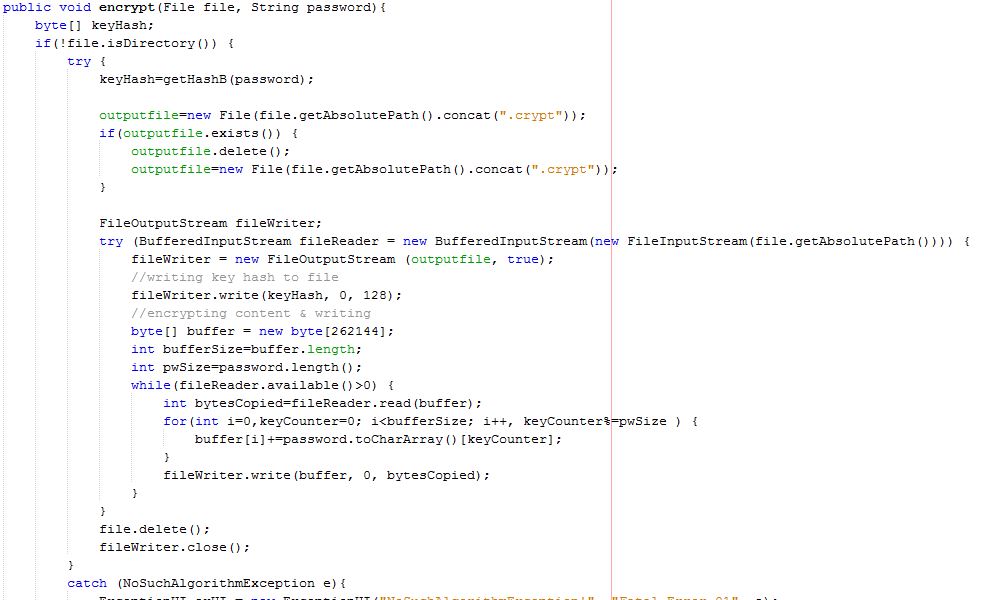 public void encrypt(File file, String password){
byte[] keyHash;
if(!file.isDirectory()) {
try {
keyHash=getHashB(password);
outputfile=new File(file.getAbsolutePath().concat(".crypt"));
if(outputfile.exists()) {
outputfile.delete();
outputfile=new File(file.getAbsolutePath().concat(".crypt"));
}
FileOutputStream fileWriter;
try (BufferedInputStream fileReader = new BufferedInputStream(new FileInputStream(file.getAbsolutePath()))) {
fileWriter = new FileOutputStream (outputfile, true);
//writing key hash to file
fileWriter.write(keyHash, 0, 128);
//encrypting content & writing
byte[] buffer = new byte[262144];
int bufferSize=buffer.length;
int pwSize=password.length();
while(fileReader.available()>0) {
int bytesCopied=fileReader.read(buffer);
for(int i=0,keyCounter=0; i<bufferSize; i++, keyCounter%=pwSize ) {
buffer[i]+=password.toCharArray()[keyCounter];
}
fileWriter.write(buffer, 0, bytesCopied);
}
}
file.delete();
fileWriter.close();
}
catch (NoSuchAlgorithmException e){